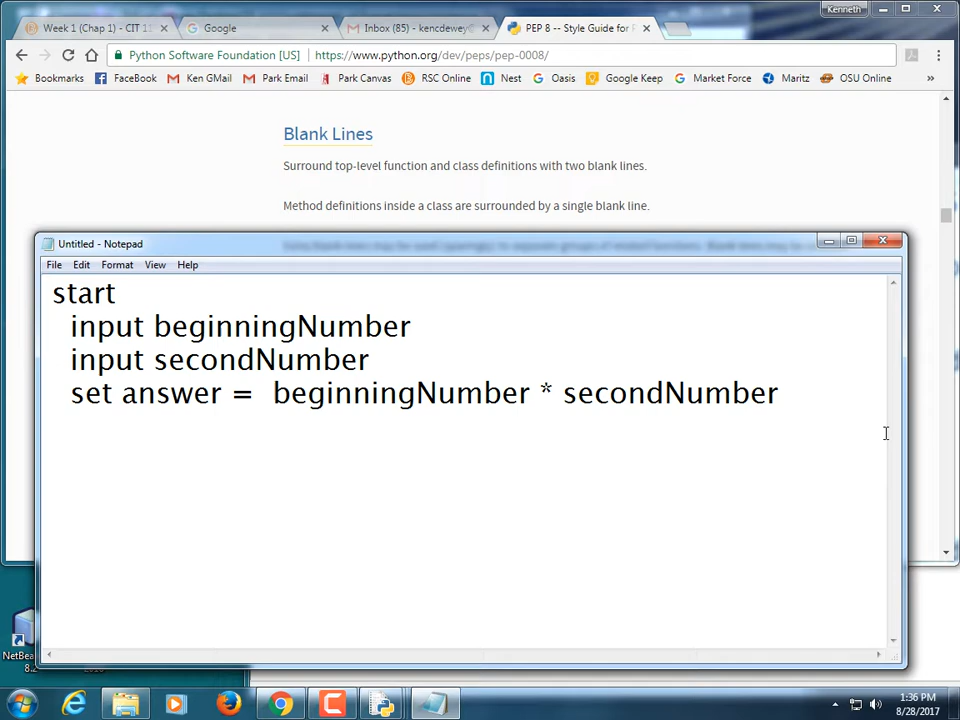 Kenneth
Week 1 (Chap 1) - CIT 11
Google
Inbox (85) - kencdewey
PEP 8 -- Style Guide for P
Python Software Foundation [US]
https://www.python.org/dev/peps/pep-0008/
Bookmarks
FaceBook
Ken GMail
Park Email
Park Canvas
RSC Online
Nest
Oasis
Google Keep
Market Force
Maritz
OSU Online
»
Blank Lines
Surround top-level function and class definitions with two blank lines.
Method definitions inside a class are surrounded by a single blank line.
Untitled - Notepad
File Edit Format View Help
start
input beginningNumber
input secondNumber
set answer =  beginningNumber * secondNumber
NetBea
8.2
1:36 PM
8/28/2017